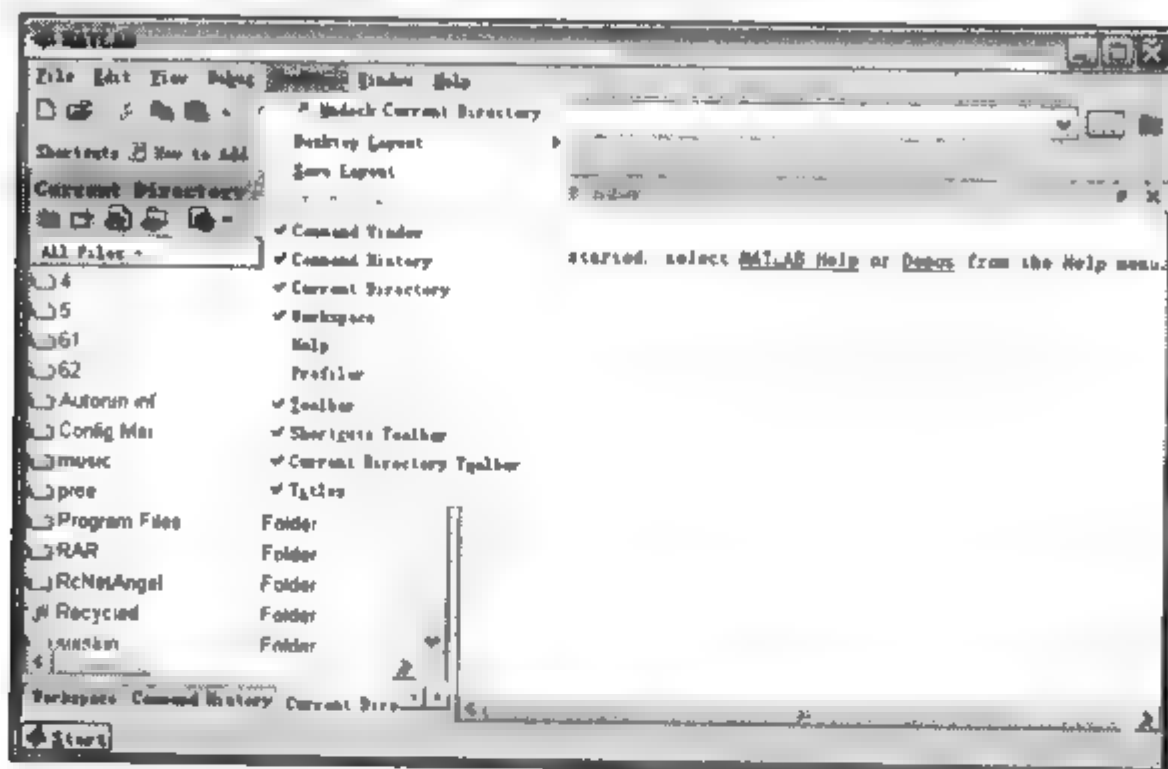 MATLAB
File Edit View Debug Desktop Window Help
Undock Current Directory
Desktop Layout
Save Layout
Shortcuts How to Add
Current Directory
All Files
Command Window
Command History
Current Directory
Workspace
Help
Profiler
Toolbar
Shortcuts Toolbar
Current Directory Toolbar
Titles
started, select MATLAB Help or Demos from the Help menu.
4
5
61
62
Autorun.inf
Config.Msi
music
pree
Program Files Folder
RAR Folder
RcNetAngel Folder
Recycled Folder
Folder
Workspace Command History Current Dire
Start